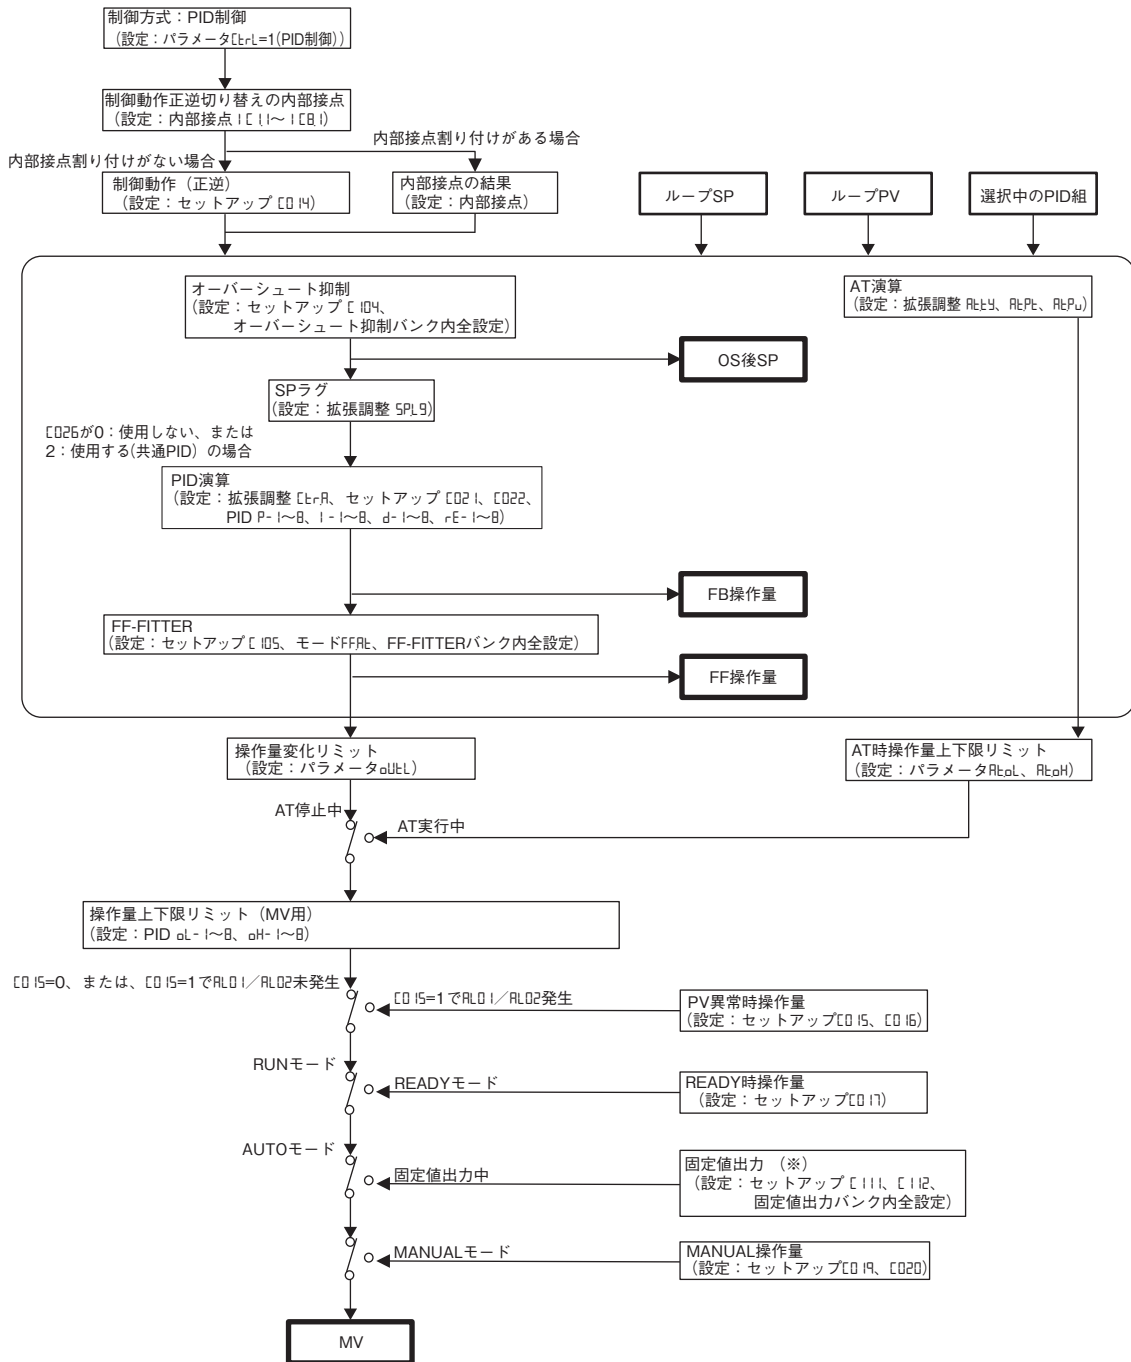 制御方式：PID制御
（設定：パラメータCtrL=1(PID制御)）
制御動作正逆切り替えの内部接点
（設定：内部接点 IC1.1～IC8.1）
内部接点割り付けがある場合
内部接点割り付けがない場合
制御動作（正逆）
（設定：セットアップ C014）
内部接点の結果
（設定：内部接点）
ループSP
ループPV
選択中のPID組
オーバーシュート抑制
（設定：セットアップ C104、
オーバーシュート抑制バンク内全設定）
AT演算
（設定：拡張調整 At.tY、At.Pt、At.Pu）
OS後SP
SPラグ
（設定：拡張調整 SP.L9）
C026が0：使用しない、または
2：使用する(共通PID）の場合
PID演算
（設定：拡張調整 CtrA、セットアップ C021、C022、
PID P-1～8、I-1～8、d-1～8、rE-1～8）
FB操作量
FF-FITTER
（設定：セットアップ C105、モードFF.At、FF-FITTERバンク内全設定）
FF操作量
操作量変化リミット
（設定：パラメータoUtL）
AT時操作量上下限リミット
（設定：パラメータAt.oL、At.oH）
AT停止中
AT実行中
操作量上下限リミット（MV用）
（設定：PID oL-1～8、oH-1～8）
C015=0、または、C015=1でAL01／AL02未発生
C015=1でAL01／AL02発生
PV異常時操作量
（設定：セットアップC015、C016）
RUNモード
READYモード
READY時操作量
（設定：セットアップC017）
AUTOモード
固定値出力中
固定値出力 （※）
（設定：セットアップ C111、C112、
固定値出力バンク内全設定）
MANUALモード
MANUAL操作量
（設定：セットアップC019、C020）
MV